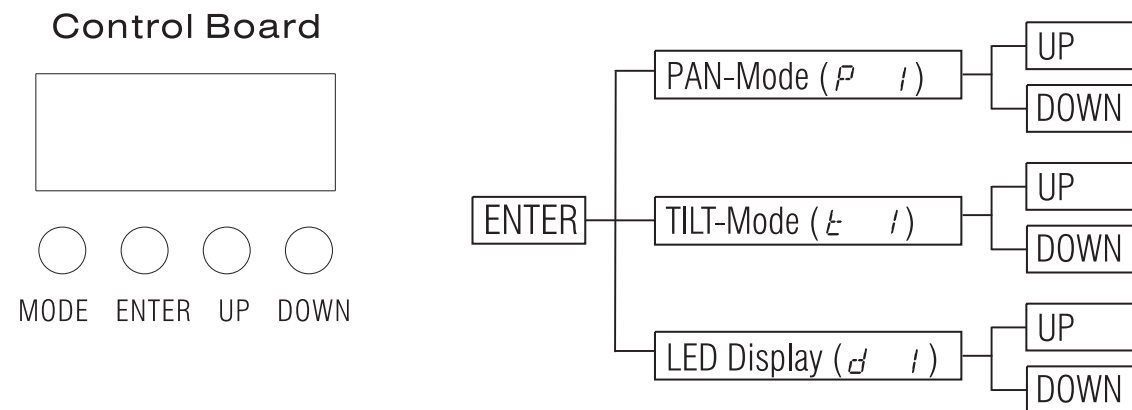 Control Board
MODE ENTER UP DOWN
ENTER
PAN-Mode (P 1)
UP
DOWN
TILT-Mode (t 1)
UP
DOWN
LED Display (d 1)
UP
DOWN